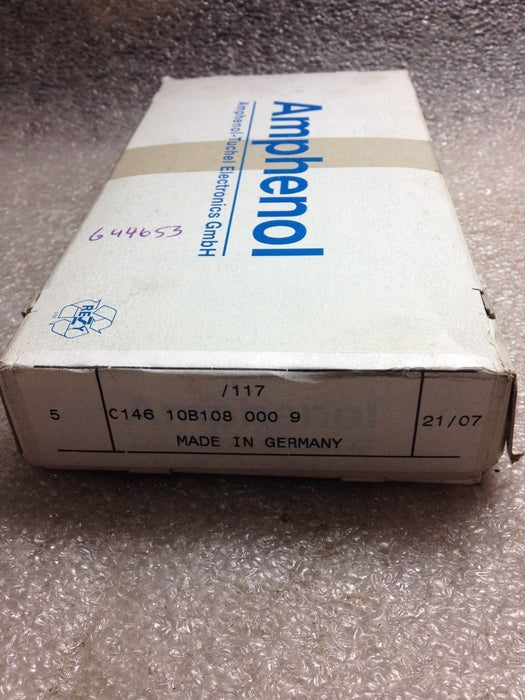 Amphenol
Amphenol-Tuchel Electronics GmbH
644653
RESY
/117
5
C146 10B108 000 9
21/07
MADE IN GERMANY